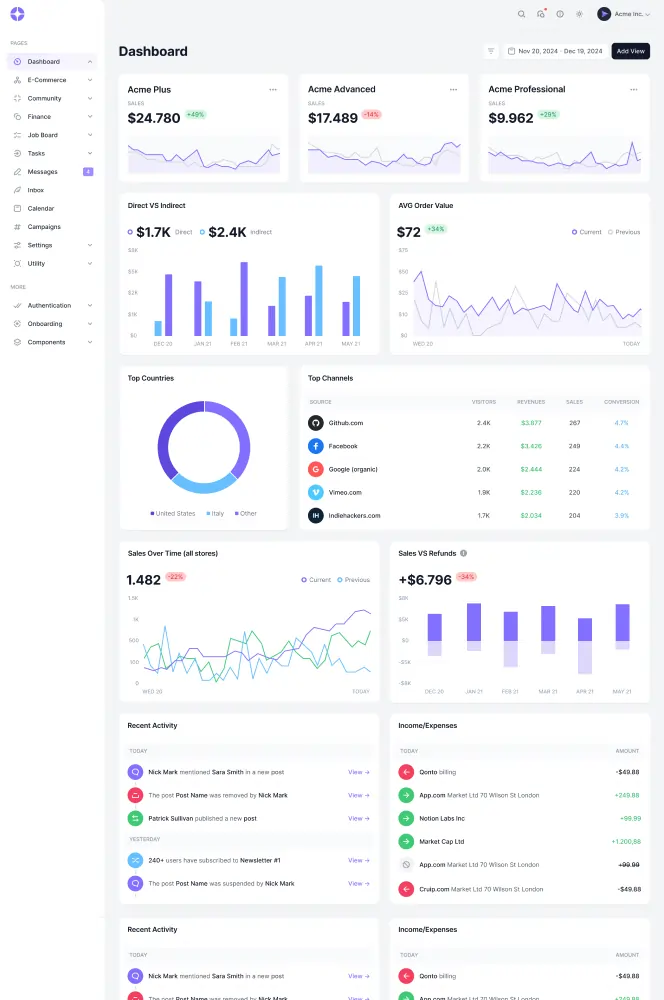 Acme Inc.
PAGES
Dashboard
E-Commerce
Community
Finance
Job Board
Tasks
Messages 4
Inbox
Calendar
Campaigns
Settings
Utility
MORE
Authentication
Onboarding
Components
Dashboard
Nov 20, 2024 - Dec 19, 2024
Add View
Acme Plus
SALES
$24.780 +49%
Acme Advanced
SALES
$17.489 -14%
Acme Professional
SALES
$9.962 +29%
Direct VS Indirect
$1.7K Direct $2.4K Indirect
$8K
$5K
$2K
$1K
$0
DEC 20 JAN 21 FEB 21 MAR 21 APR 21 MAY 21
AVG Order Value
$72 +34%
Current Previous
$75
$50
$25
$10
$0
WED 20 TODAY
Top Countries
United States Italy Other
Top Channels
SOURCE VISITORS REVENUES SALES CONVERSION
Github.com 2.4K $3.877 267 4.7%
Facebook 2.2K $3.426 249 4.4%
Google (organic) 2.0K $2.444 224 4.2%
Vimeo.com 1.9K $2.236 220 4.2%
IH Indiehackers.com 1.7K $2.034 204 3.9%
Sales Over Time (all stores)
1.482 -22%
Current Previous
1.5K
1K
500
100
0
WED 20 TODAY
Sales VS Refunds
+$6.796 -34%
$8K
$5K
$0
-$5K
-$8K
DEC 20 JAN 21 FEB 21 MAR 21 APR 21 MAY 21
Recent Activity
TODAY
Nick Mark mentioned Sara Smith in a new post View ->
The post Post Name was removed by Nick Mark View ->
Patrick Sullivan published a new post View ->
YESTERDAY
240+ users have subscribed to Newsletter #1 View ->
The post Post Name was suspended by Nick Mark View ->
Income/Expenses
TODAY AMOUNT
Qonto billing -$49.88
App.com Market Ltd 70 Wilson St London +249.88
Notion Labs Inc +99.99
Market Cap Ltd +1.200,88
App.com Market Ltd 70 Wilson St London +99.99
Cruip.com Market Ltd 70 Wilson St London -$49.88
Recent Activity
TODAY
Nick Mark mentioned Sara Smith in a new post View ->
The post Post Name was removed by Nick Mark View ->
Income/Expenses
TODAY AMOUNT
Qonto billing -$49.88
App.com Market Ltd 70 Wilson St London +249.88